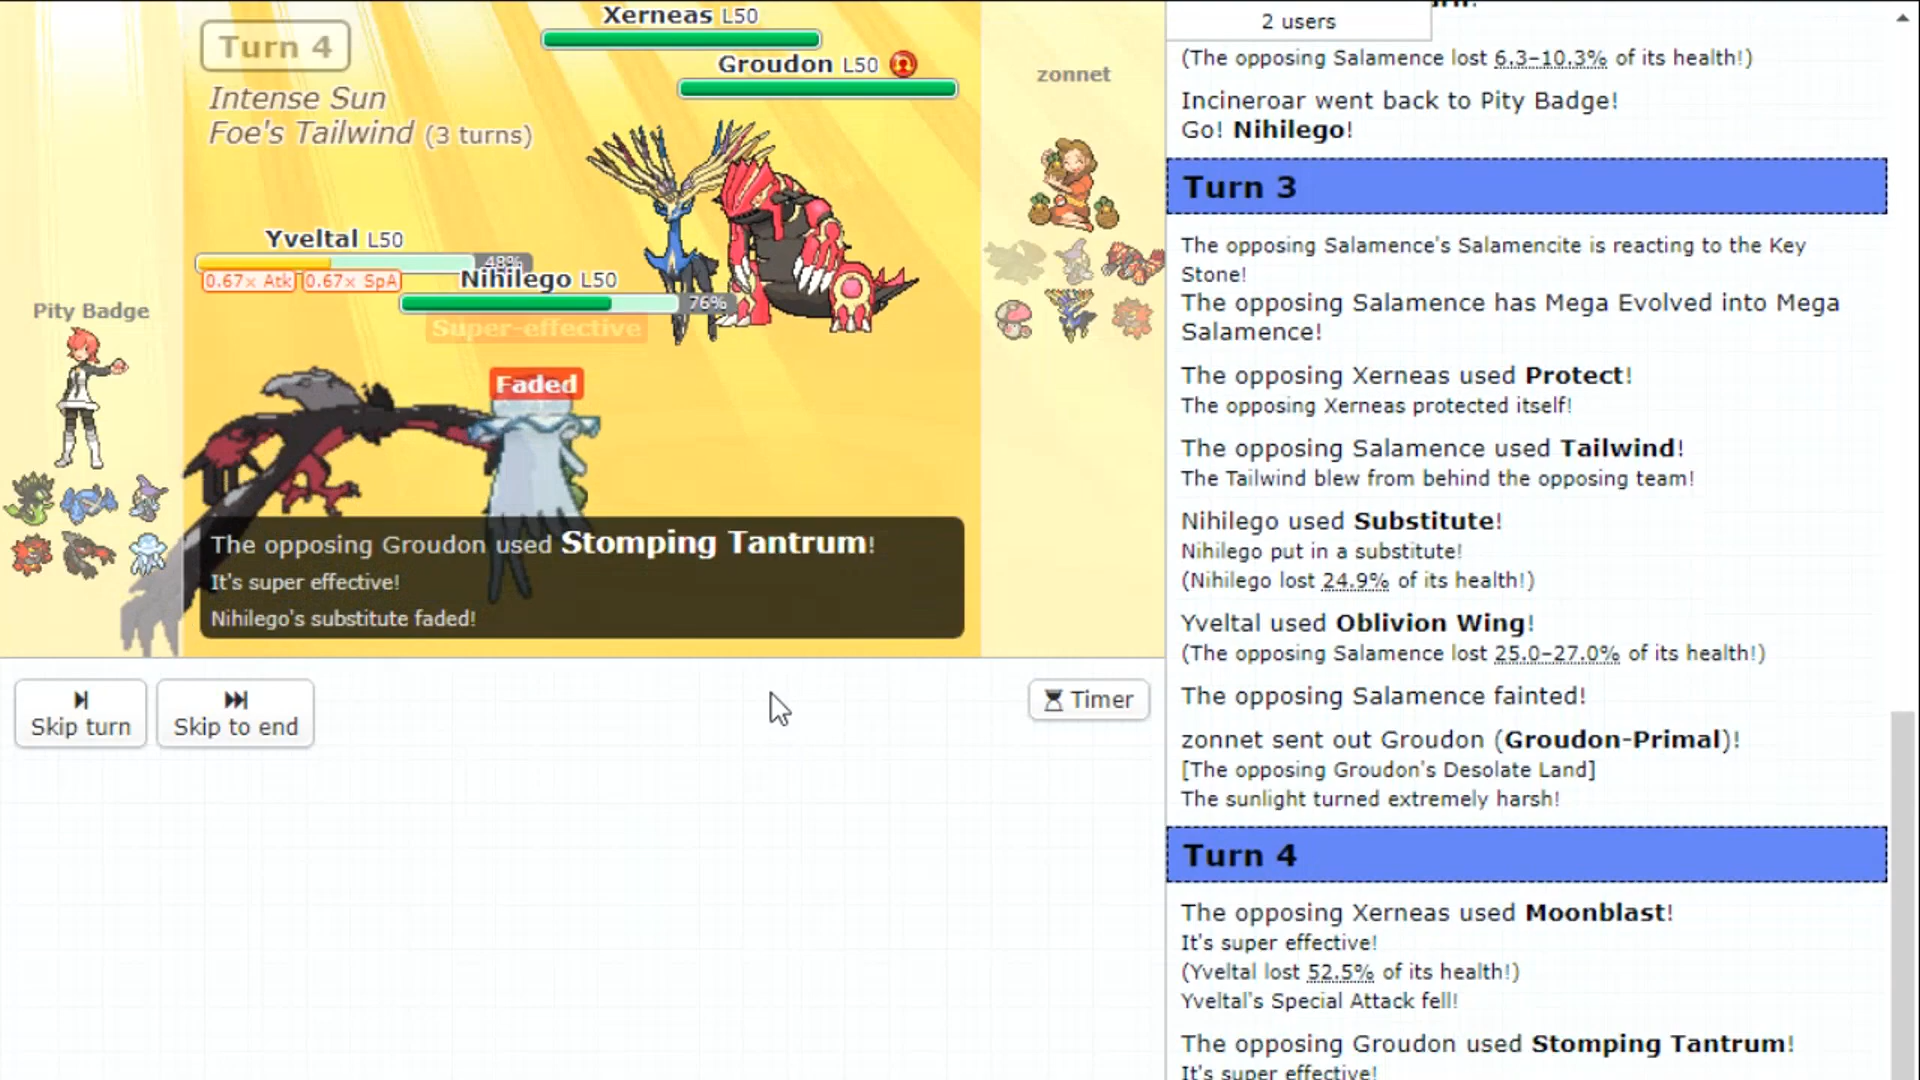 Turn 4
Intense Sun
Foe's Tailwind (3 turns)
Xerneas L50
Groudon L50
Yveltal L50
48%
0.67× Atk 0.67× SpA
Nihilego L50
76%
Super-effective
Faded
Pity Badge
zonnet
The opposing Groudon used Stomping Tantrum!
It's super effective!
Nihilego's substitute faded!
Skip turn
Skip to end
Timer
2 users
(The opposing Salamence lost 6.3–10.3% of its health!)
Incineroar went back to Pity Badge!
Go! Nihilego!
Turn 3
The opposing Salamence's Salamencite is reacting to the Key
Stone!
The opposing Salamence has Mega Evolved into Mega
Salamence!
The opposing Xerneas used Protect!
The opposing Xerneas protected itself!
The opposing Salamence used Tailwind!
The Tailwind blew from behind the opposing team!
Nihilego used Substitute!
Nihilego put in a substitute!
(Nihilego lost 24.9% of its health!)
Yveltal used Oblivion Wing!
(The opposing Salamence lost 25.0–27.0% of its health!)
The opposing Salamence fainted!
zonnet sent out Groudon (Groudon-Primal)!
[The opposing Groudon's Desolate Land]
The sunlight turned extremely harsh!
Turn 4
The opposing Xerneas used Moonblast!
It's super effective!
(Yveltal lost 52.5% of its health!)
Yveltal's Special Attack fell!
The opposing Groudon used Stomping Tantrum!
It's super effective!